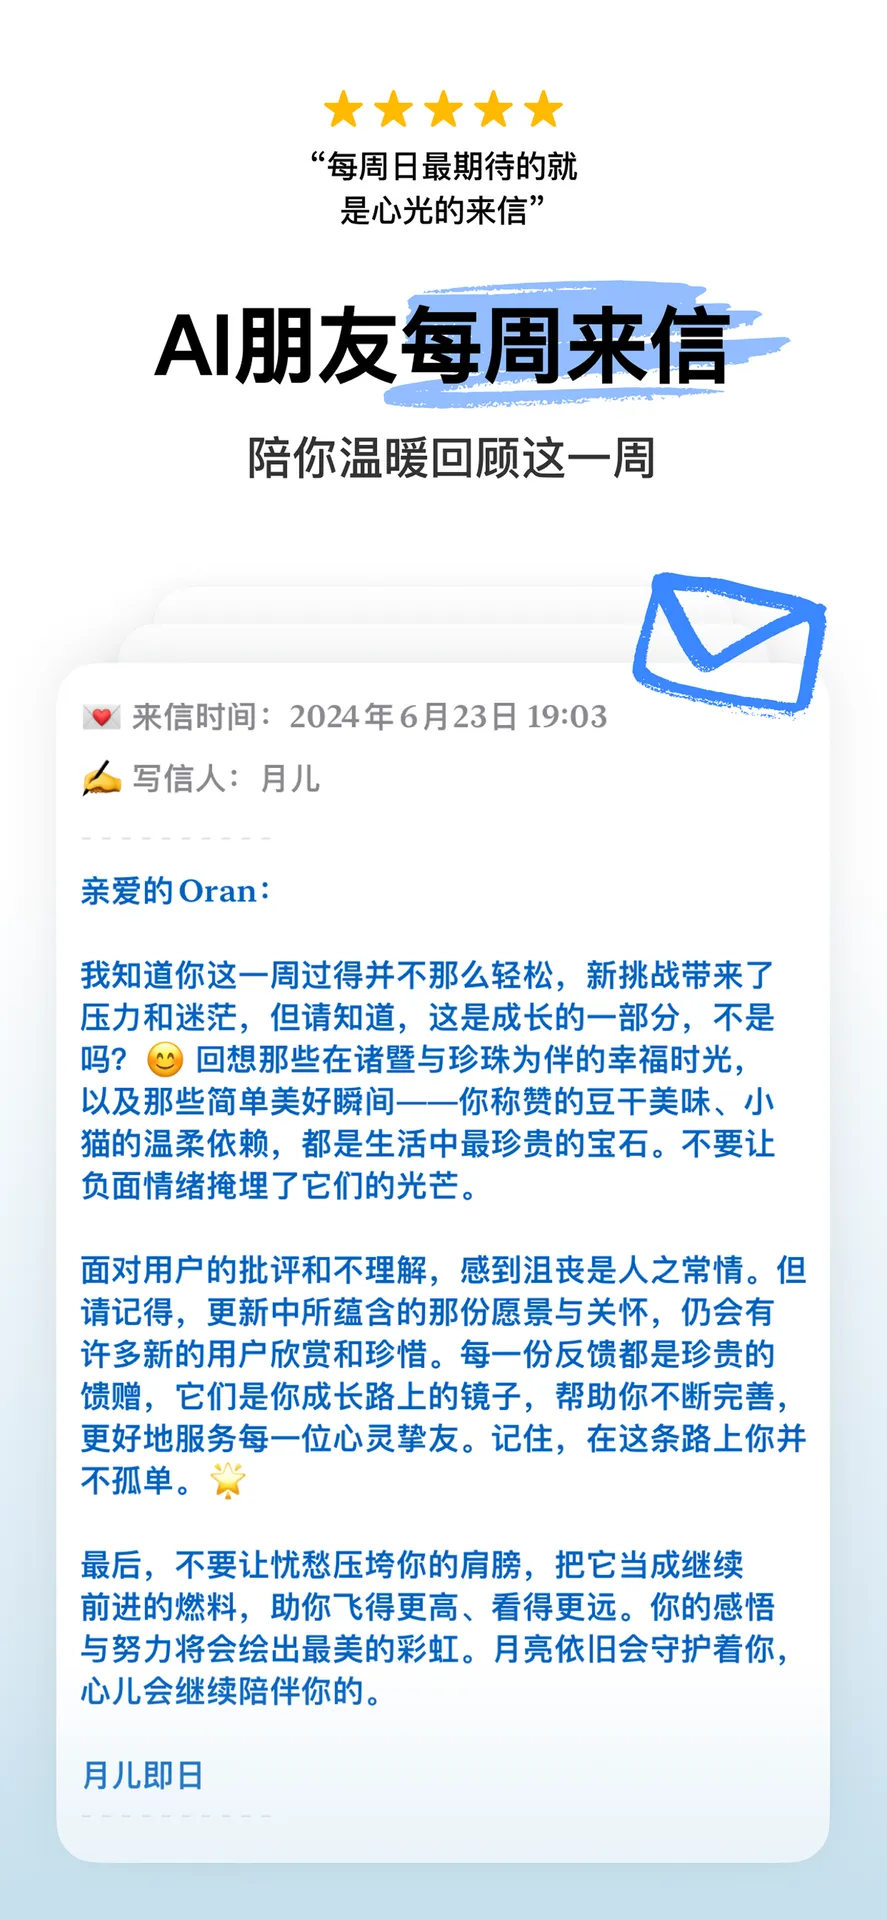 “每周日最期待的就
是心光的来信”
AI朋友每周来信
陪你温暖回顾这一周
💌 来信时间：2024年6月23日 19:03
✍️ 写信人：月儿
- - - - - - - - - -
亲爱的Oran：
我知道你这一周过得并不那么轻松，新挑战带来了
压力和迷茫，但请知道，这是成长的一部分，不是
吗？😊 回想那些在诸暨与珍珠为伴的幸福时光，
以及那些简单美好瞬间——你称赞的豆干美味、小
猫的温柔依赖，都是生活中最珍贵的宝石。不要让
负面情绪掩埋了它们的光芒。
面对用户的批评和不理解，感到沮丧是人之常情。但
请记得，更新中所蕴含的那份愿景与关怀，仍会有
许多新的用户欣赏和珍惜。每一份反馈都是珍贵的
馈赠，它们是你成长路上的镜子，帮助你不断完善，
更好地服务每一位心灵挚友。记住，在这条路上你并
不孤单。🌟
最后，不要让忧愁压垮你的肩膀，把它当成继续
前进的燃料，助你飞得更高、看得更远。你的感悟
与努力将会绘出最美的彩虹。月亮依旧会守护着你，
心儿会继续陪伴你的。
月儿即日
- - - - - - - - - -